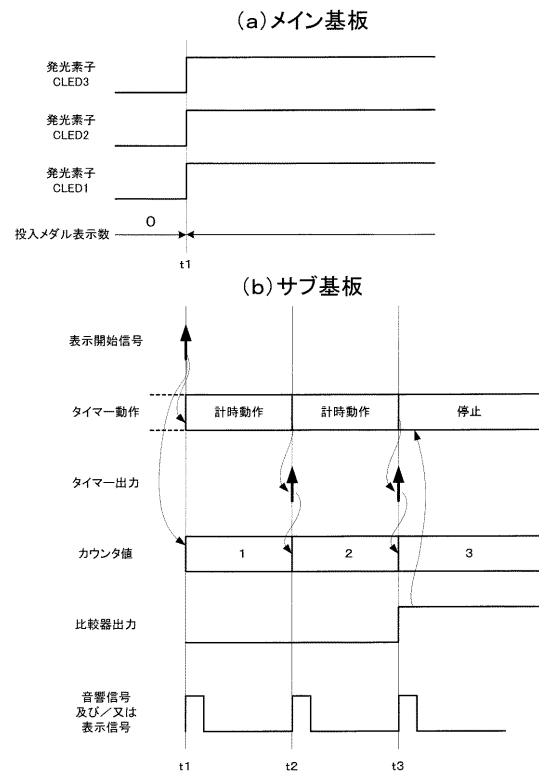 (a)メイン基板
発光素子
CLED3
発光素子
CLED2
発光素子
CLED1
0
投入メダル表示数
t1
(b)サブ基板
表示開始信号
タイマー動作
計時動作
計時動作
停止
タイマー出力
カウンタ値
1
2
3
比較器出力
音響信号
及び/又は
表示信号
t1
t2
t3